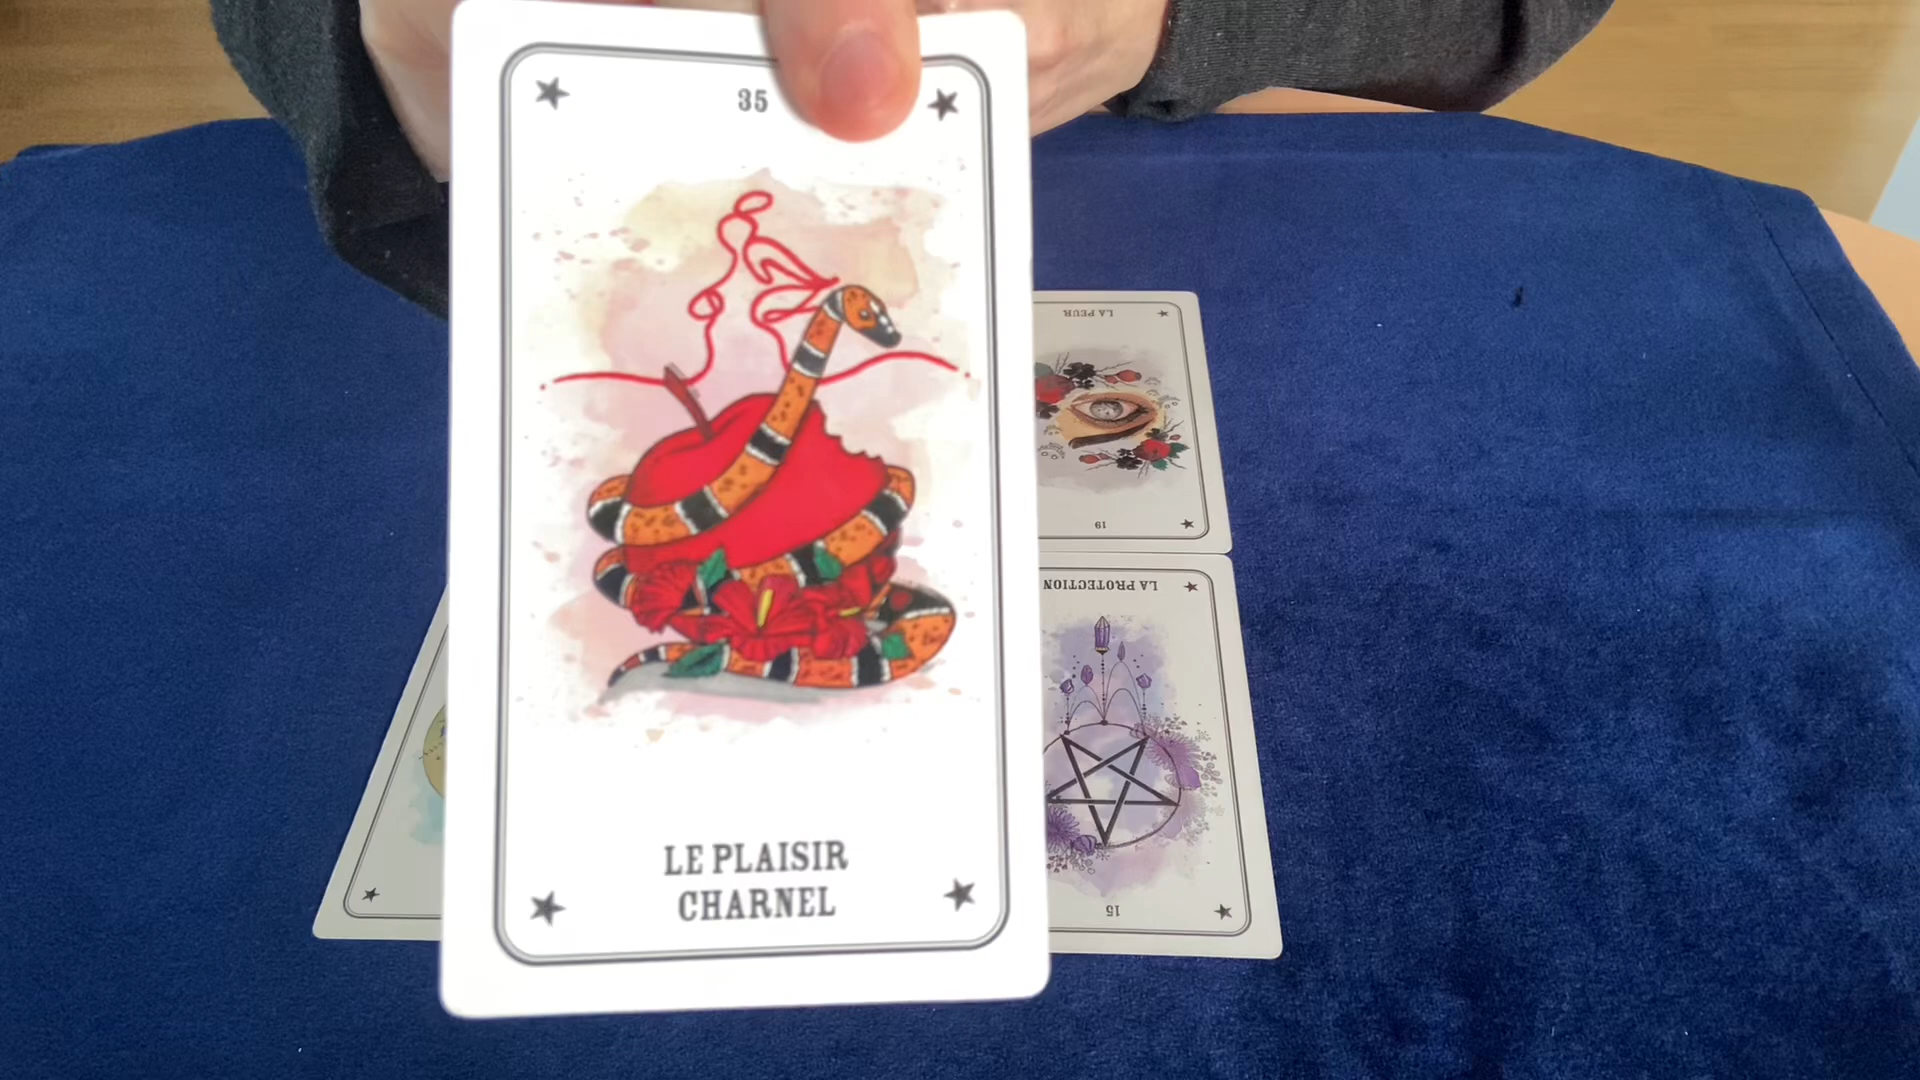 35
LE PLAISIR
CHARNEL
LA PEUR
19
LA PROTECTION
15